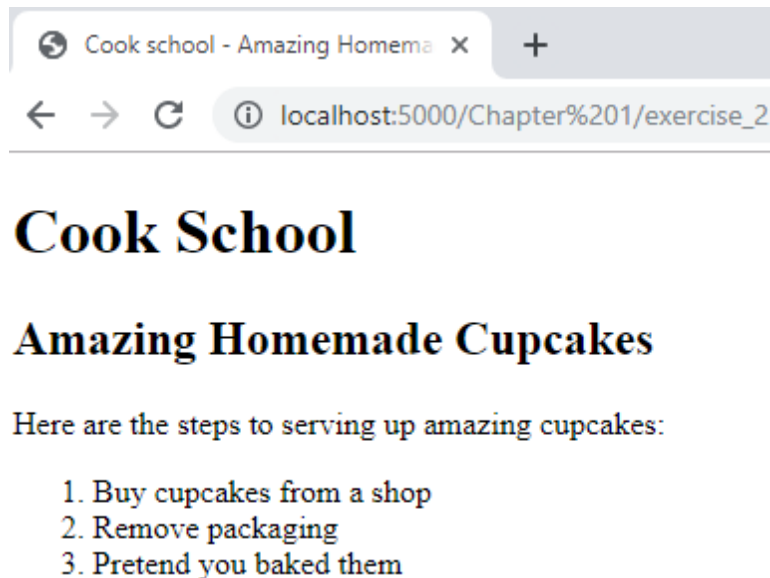 Cook school - Amazing Homema
localhost:5000/Chapter%201/exercise_2
Cook School
Amazing Homemade Cupcakes
Here are the steps to serving up amazing cupcakes:
1. Buy cupcakes from a shop
2. Remove packaging
3. Pretend you baked them